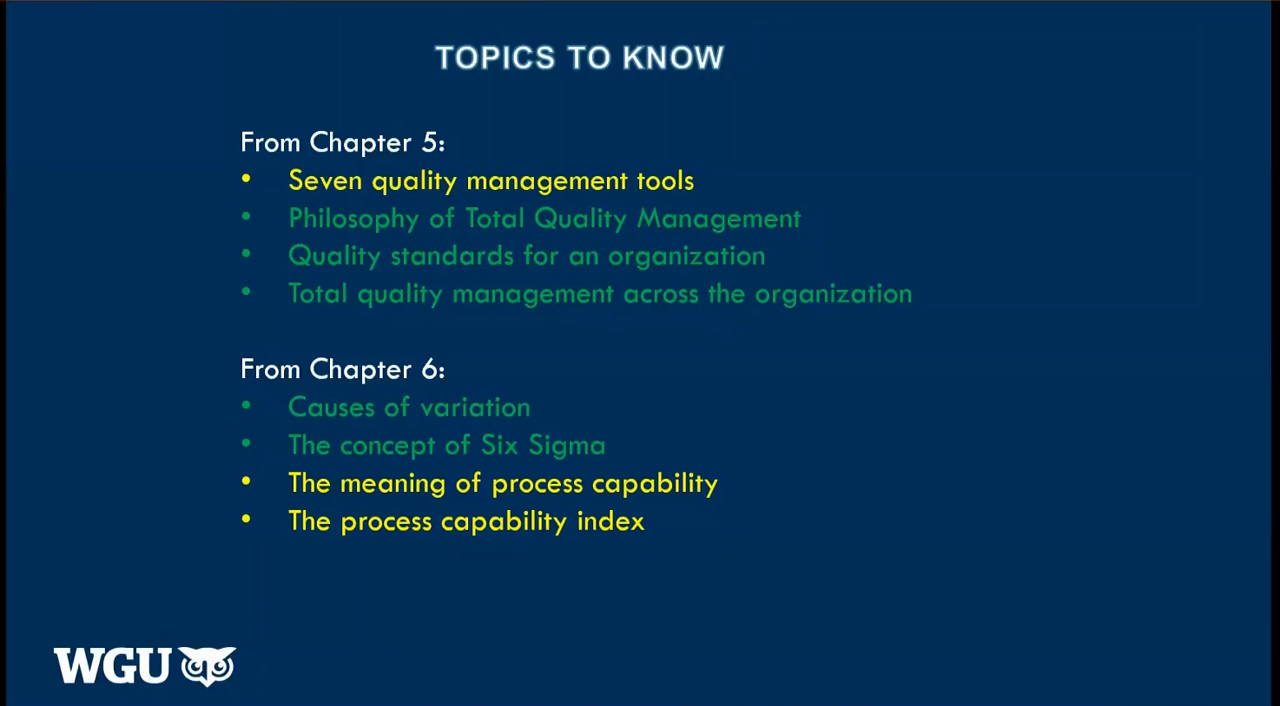 TOPICS TO KNOW
From Chapter 5:
• Seven quality management tools
• Philosophy of Total Quality Management
• Quality standards for an organization
• Total quality management across the organization
From Chapter 6:
• Causes of variation
• The concept of Six Sigma
• The meaning of process capability
• The process capability index
WGU